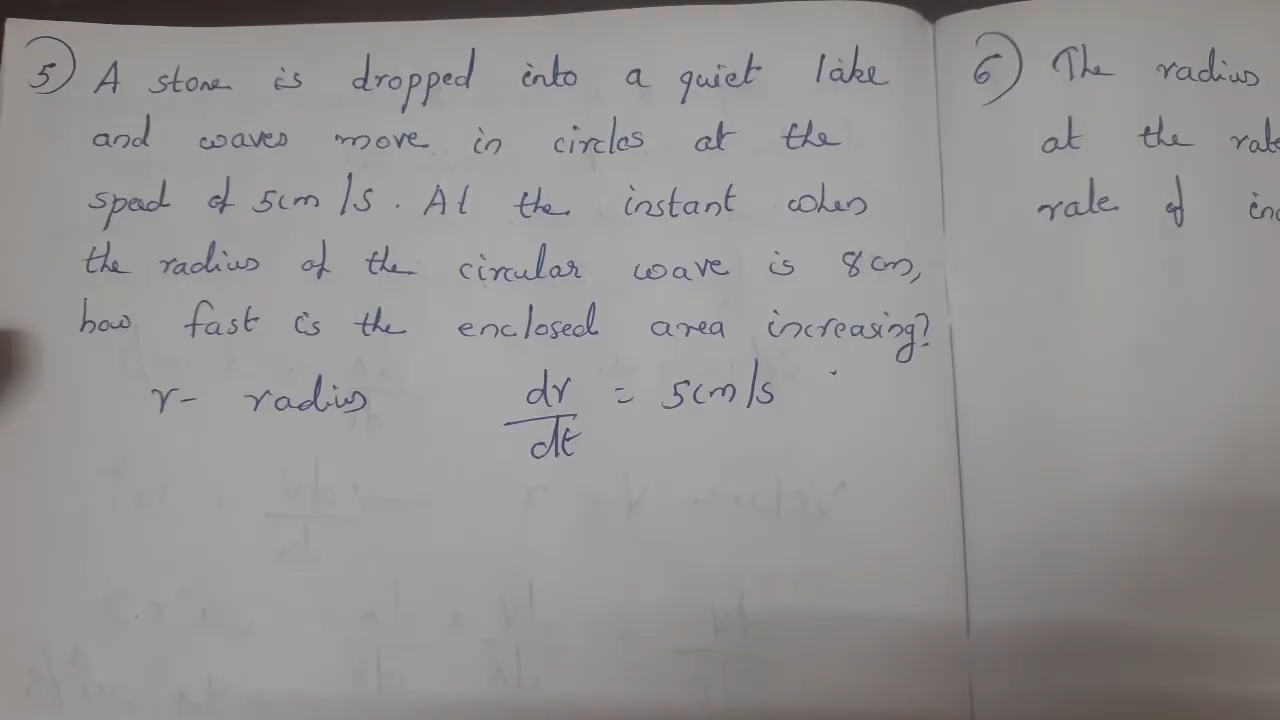 5) A stone is dropped into a quiet lake
and waves move in circles at the
speed of 5cm/s. At the instant when
the radius of the circular wave is 8cm,
how fast is the enclosed area increasing?
r- radius dr/dt = 5cm/s
6) The radius
at the rate
rate of inc